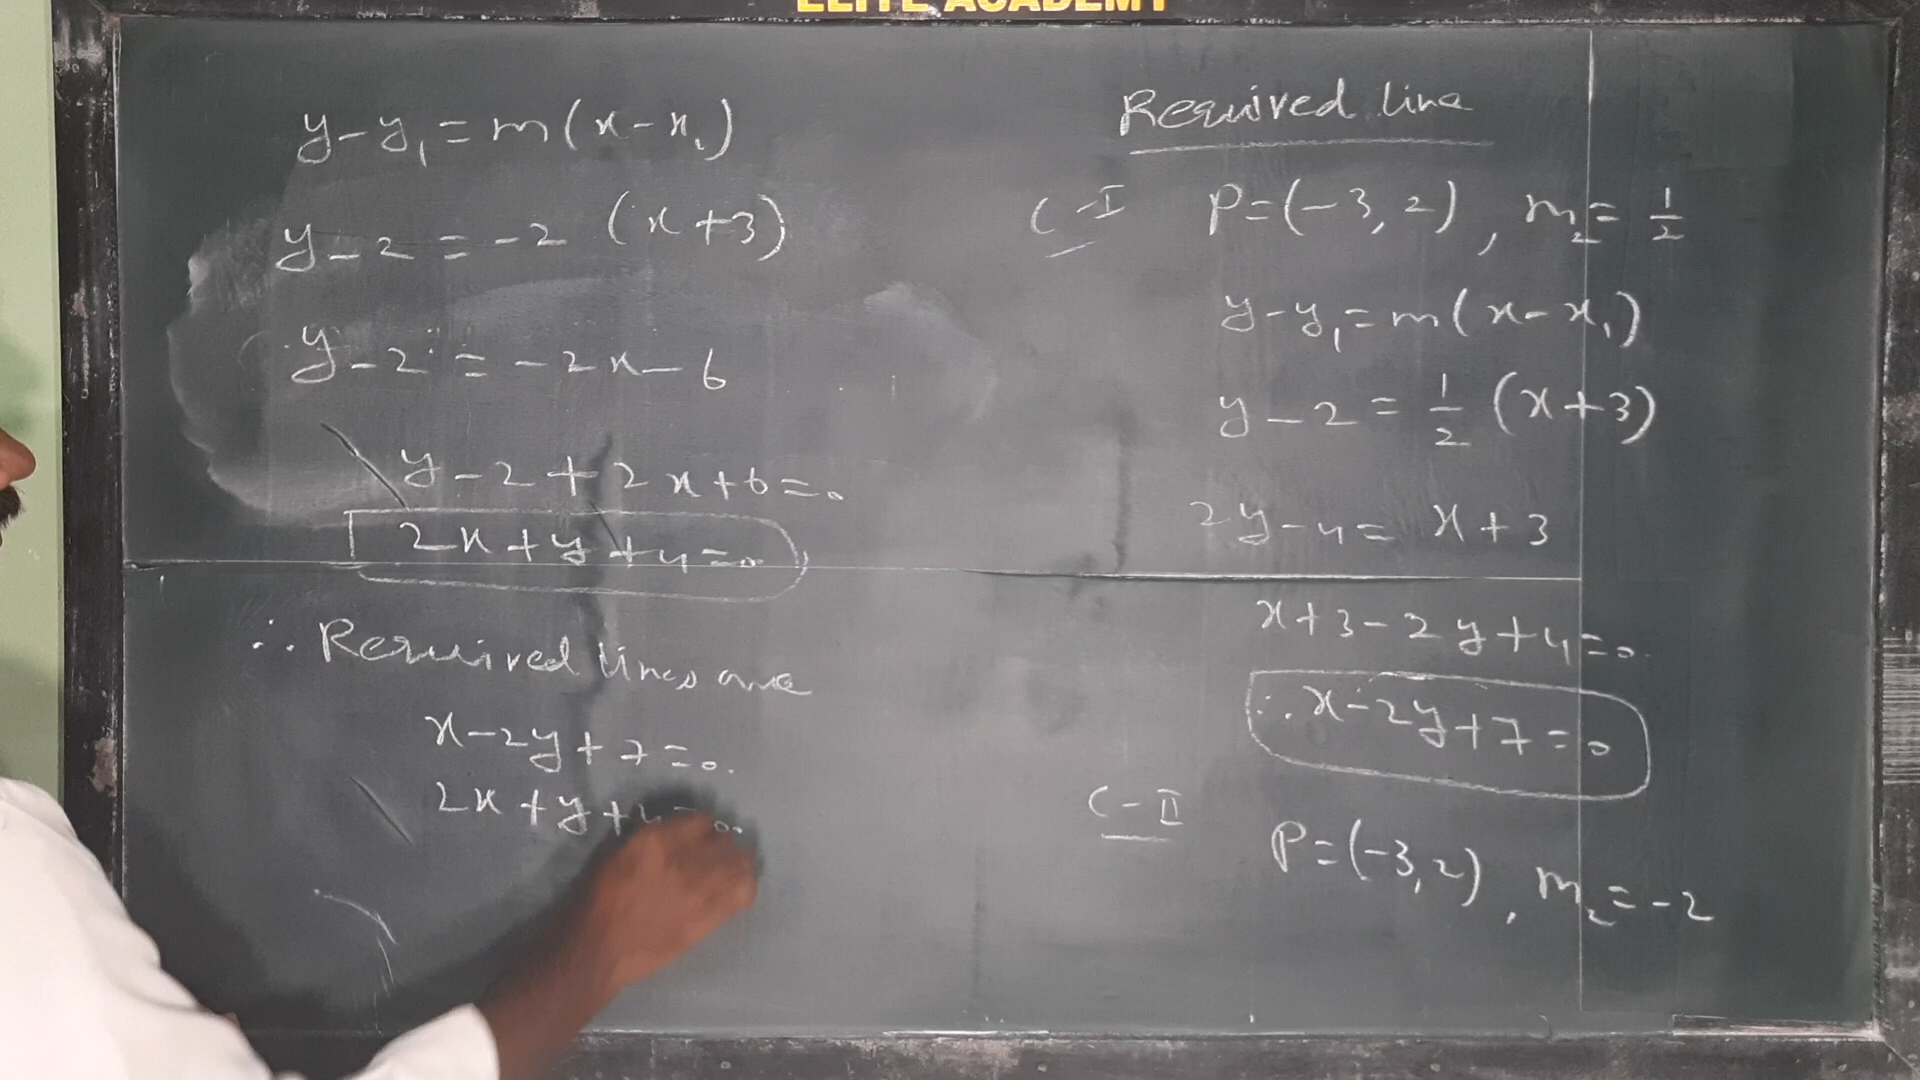 ELITE ACADEMY
Required line
C-I P=(-3,2), m₂=1/2
y-y₁=m(x-x₁)
y-2=1/2(x+3)
2y-4=x+3
x+3-2y+4=0
∴x-2y+7=0
C-II P=(-3,2), m₂=-2
y-y₁=m(x-x₁)
y-2=-2(x+3)
y-2=-2x-6
y-2+2x+6=0
2x+y+4=0
∴ Required lines are
x-2y+7=0.
2x+y+4=0.